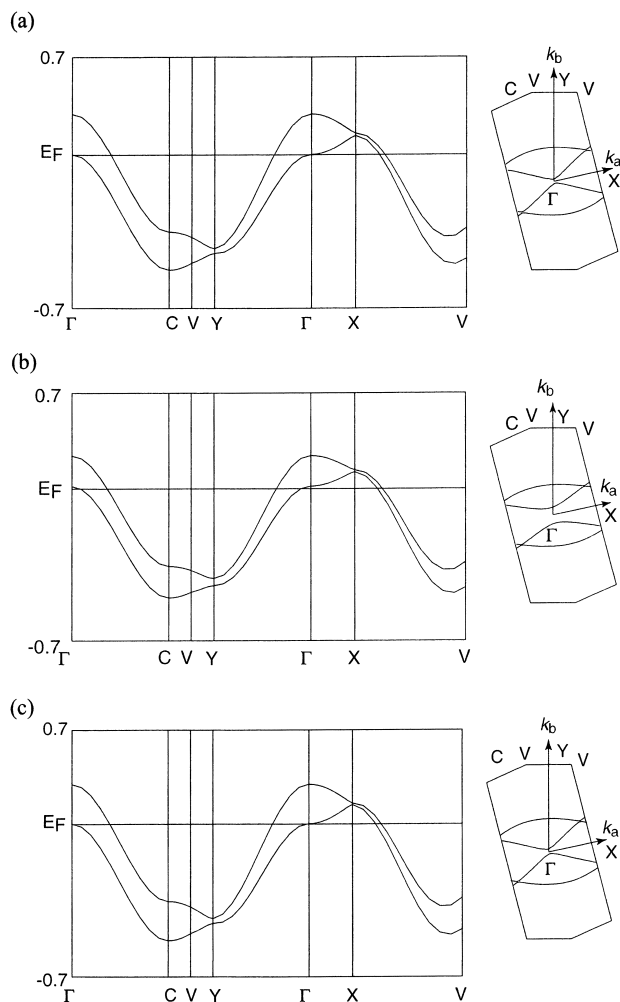 (a)
0.7
EF
-0.7
Γ C V Y Γ X V
kb
C V Y V
ka
X
Γ
(b)
0.7
EF
-0.7
Γ C V Y Γ X V
kb
C V Y V
ka
X
Γ
(c)
0.7
EF
-0.7
Γ C V Y Γ X V
kb
C V Y V
ka
X
Γ